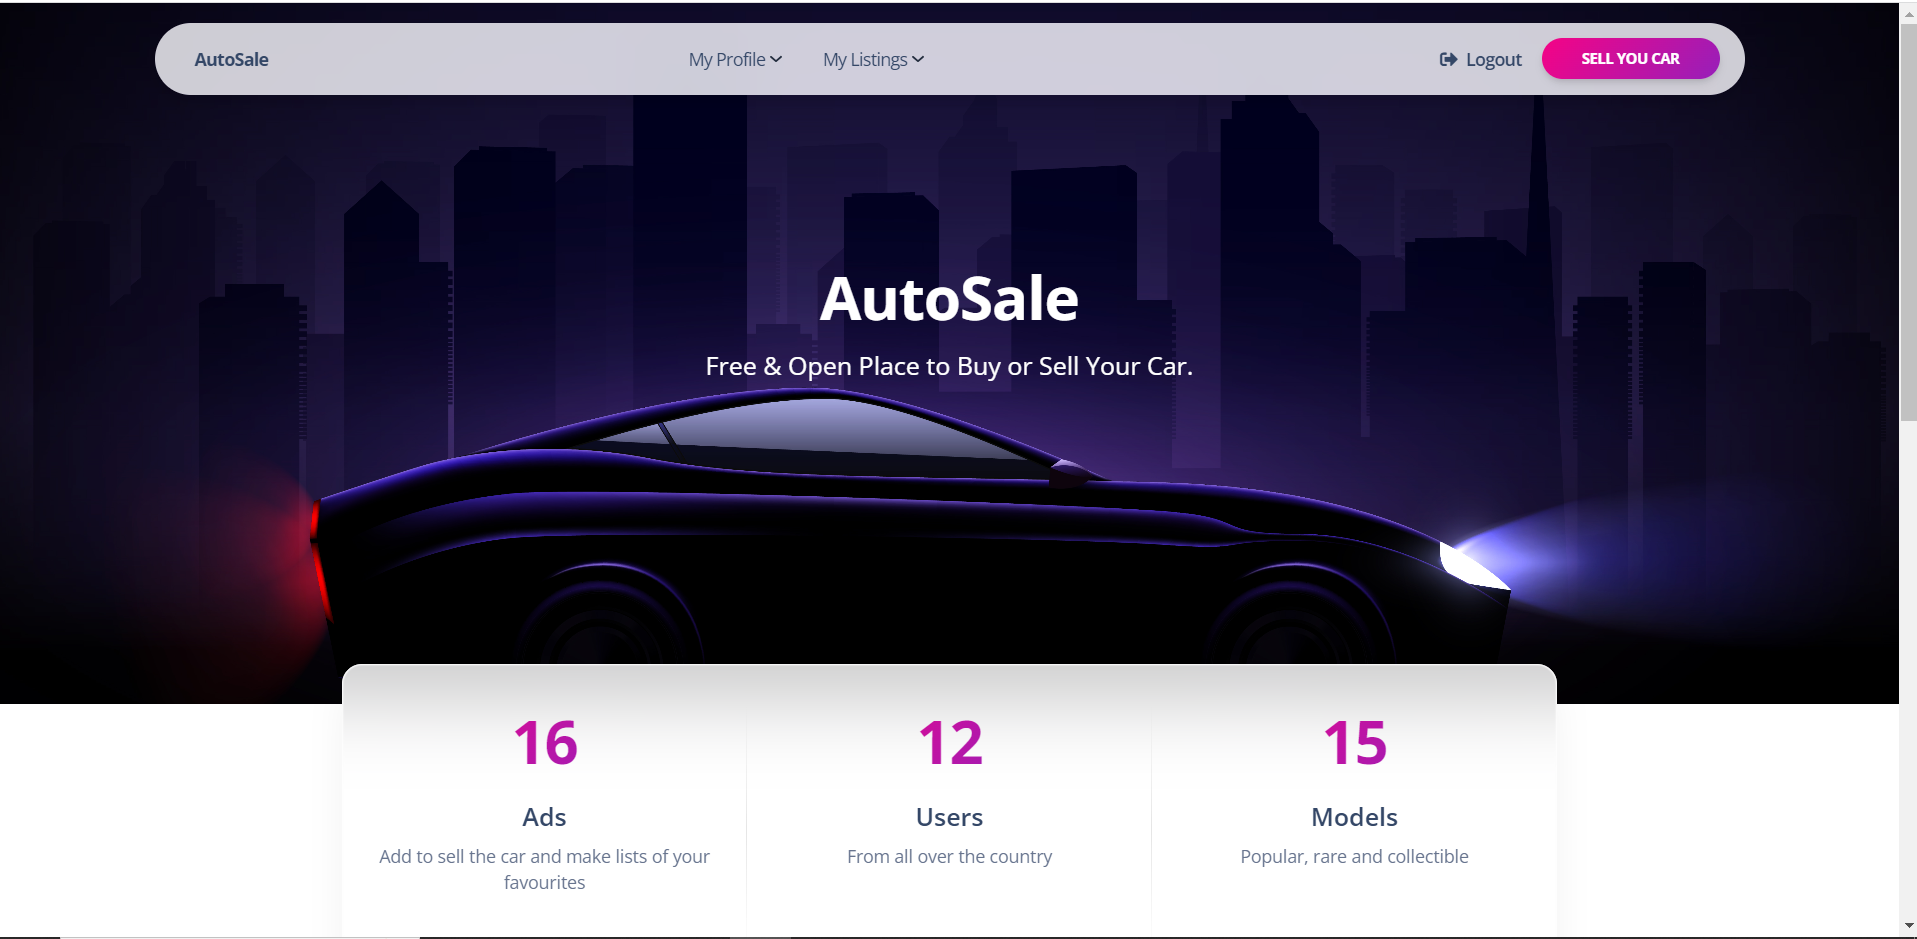 AutoSale
My Profile
My Listings
Logout
SELL YOU CAR
AutoSale
Free & Open Place to Buy or Sell Your Car.
16
Ads
Add to sell the car and make lists of your
favourites
12
Users
From all over the country
15
Models
Popular, rare and collectible